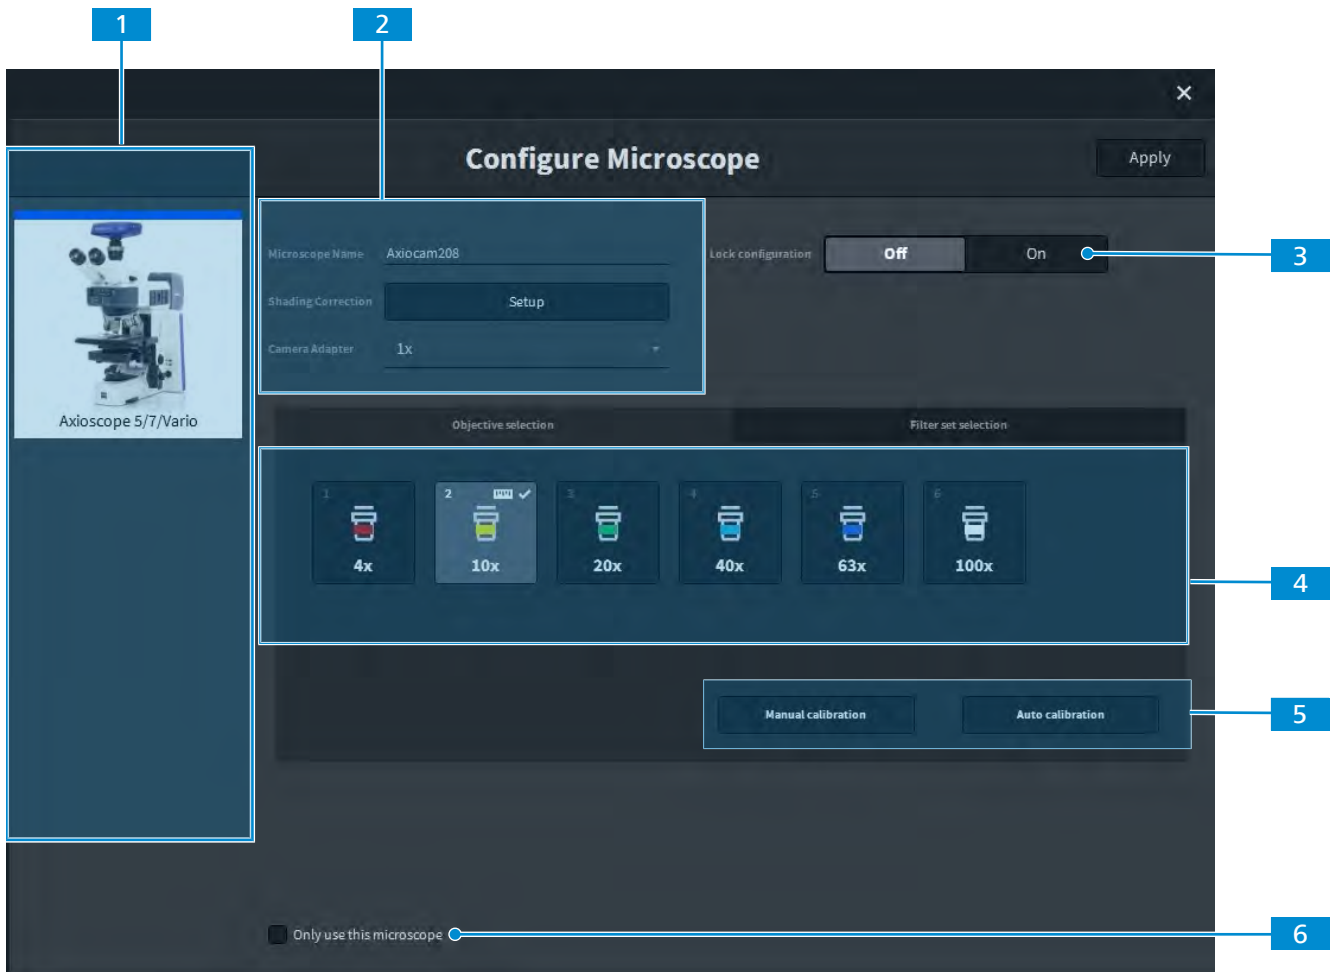 1
2
×
Configure Microscope
Apply
Microscope Name Axiocam208
Lock configuration Off On
3
Shading Correction Setup
Camera Adapter 1x
Axioscope 5/7/Vario
Objective selection Filter set selection
1 2 3 4 5 6
4x 10x 20x 40x 63x 100x
4
Manual calibration Auto calibration
5
Only use this microscope
6